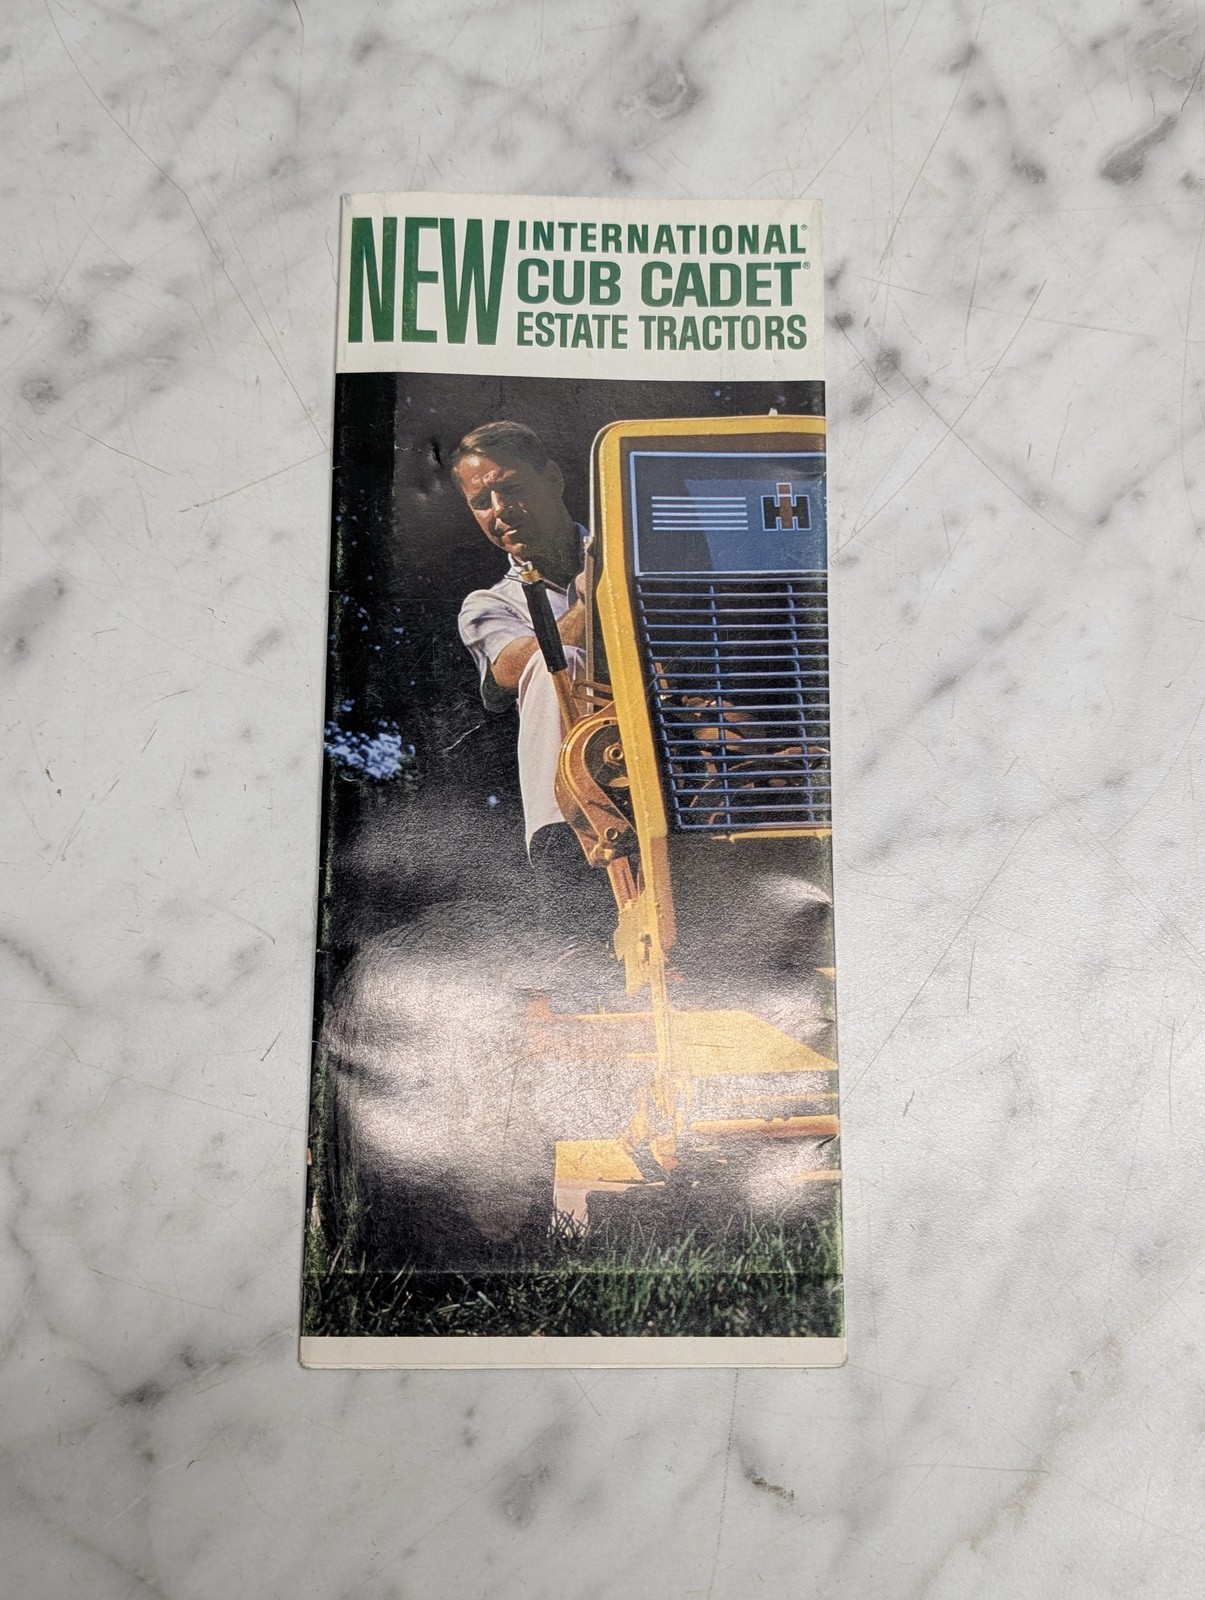 NEW
INTERNATIONAL®
CUB CADET®
ESTATE TRACTORS
IH